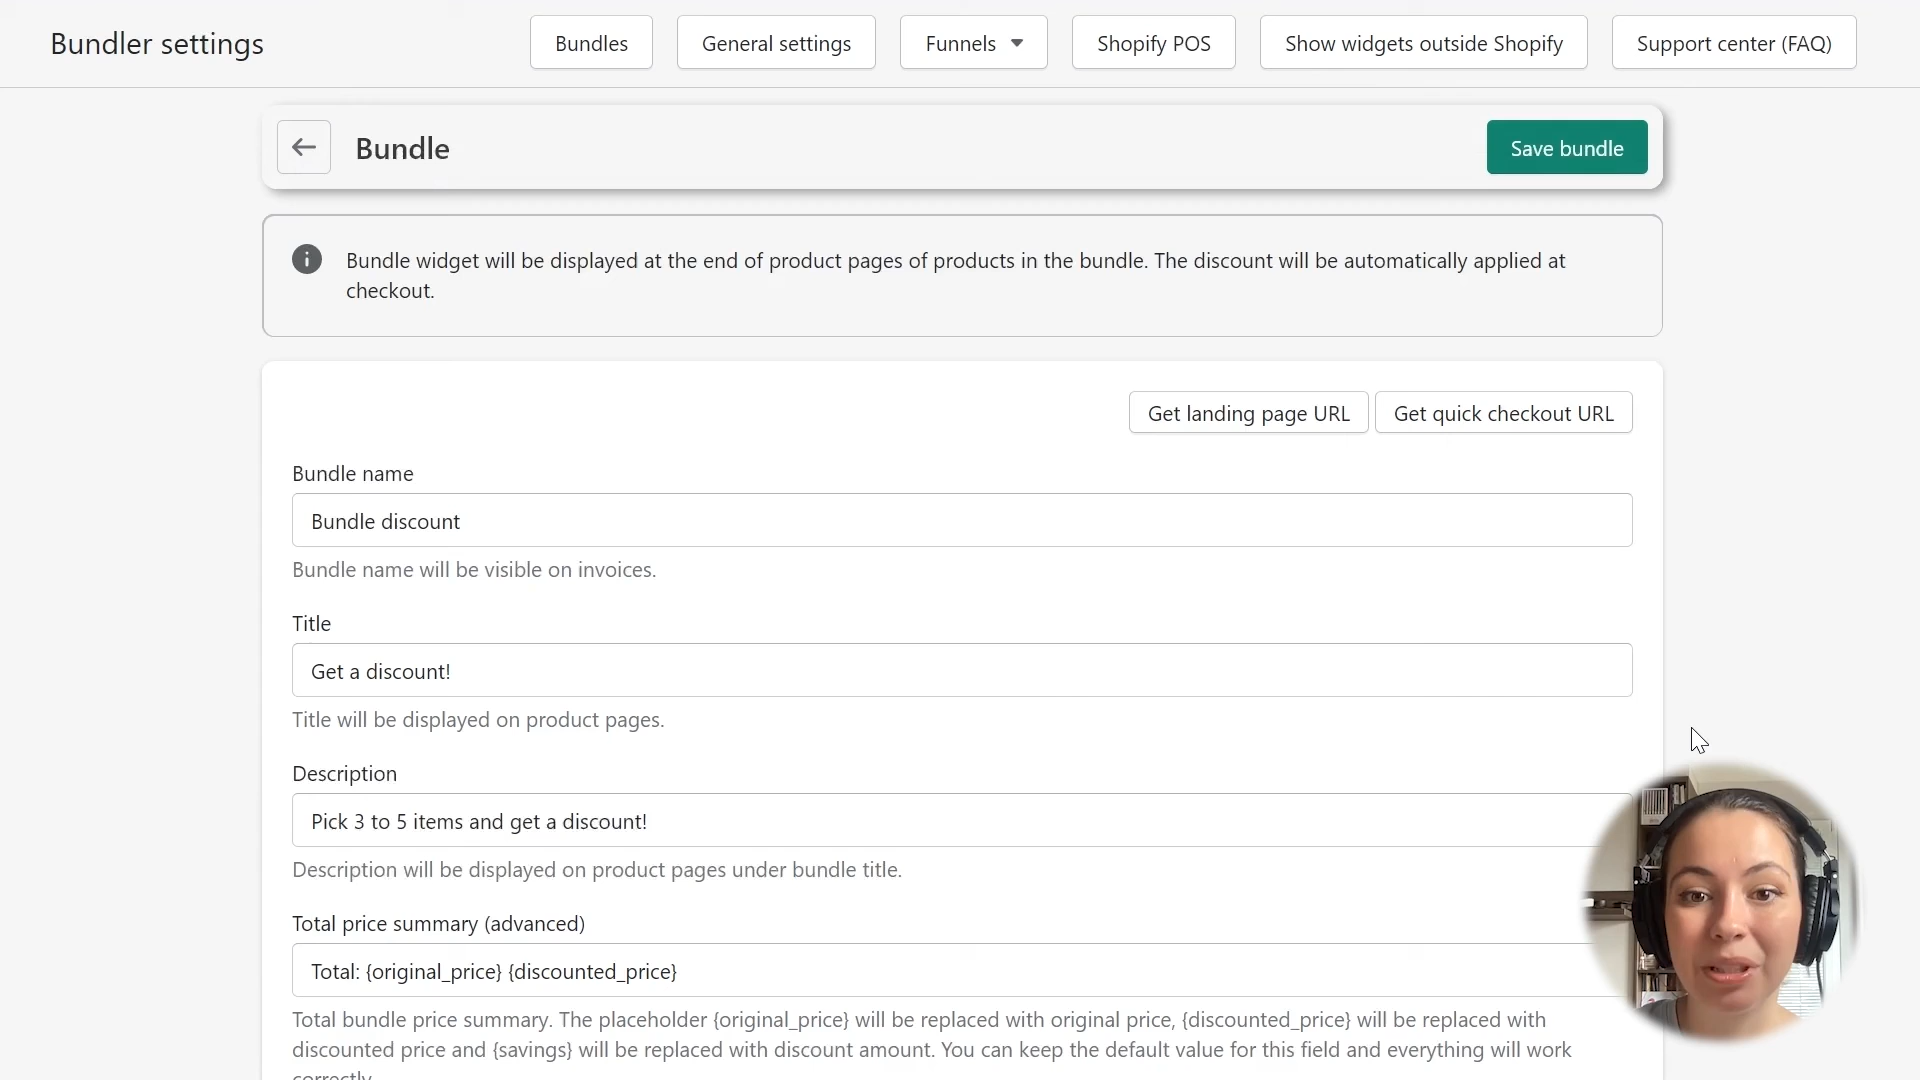 Bundler settings
Bundles
General settings
Funnels
Shopify POS
Show widgets outside Shopify
Support center (FAQ)
Bundle
Save bundle
Bundle widget will be displayed at the end of product pages of products in the bundle. The discount will be automatically applied at
checkout.
Get landing page URL
Get quick checkout URL
Bundle name
Bundle discount
Bundle name will be visible on invoices.
Title
Get a discount!
Title will be displayed on product pages.
Description
Pick 3 to 5 items and get a discount!
Description will be displayed on product pages under bundle title.
Total price summary (advanced)
Total: {original_price} {discounted_price}
Total bundle price summary. The placeholder {original_price} will be replaced with original price, {discounted_price} will be replaced with
discounted price and {savings} will be replaced with discount amount. You can keep the default value for this field and everything will work
correctly.